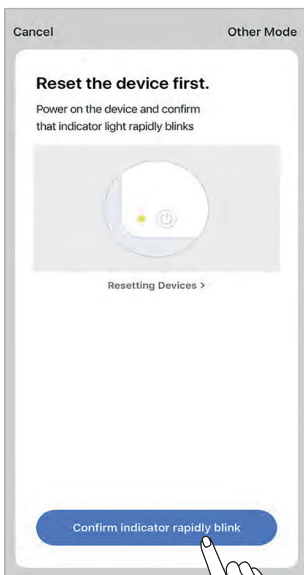 Cancel
Other Mode
Reset the device first.
Power on the device and confirm
that indicator light rapidly blinks
Resetting Devices >
Confirm indicator rapidly blink